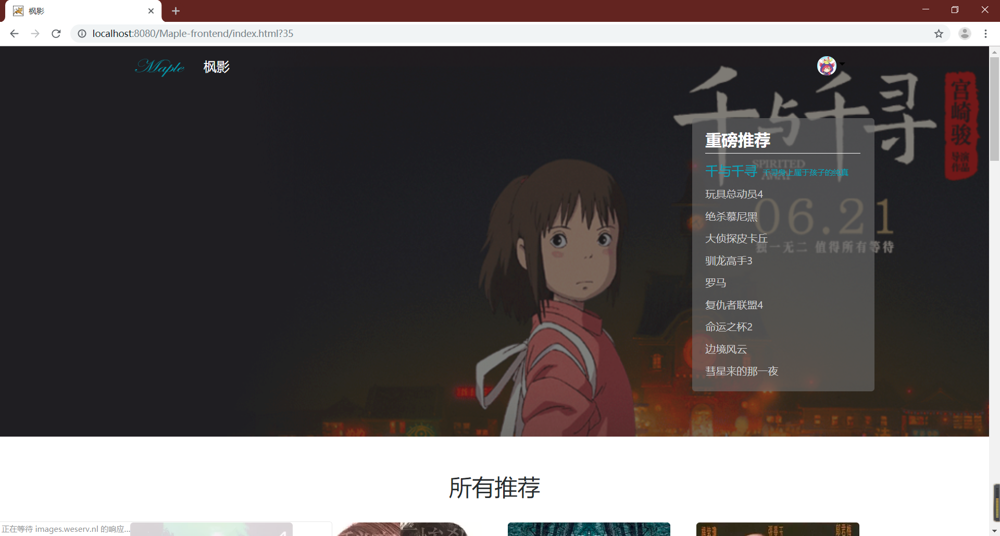 枫影
localhost:8080/Maple-frontend/index.html?35
Maple 枫影
千与千寻
宫崎骏
导演作品
重磅推荐
SPIRITED
AWAY
千与千寻 千寻身上属于孩子的纯真
玩具总动员4
06.21
绝杀慕尼黑
大侦探皮卡丘
独一无二 值得所有等待
驯龙高手3
罗马
复仇者联盟4
命运之杯2
边境风云
彗星来的那一夜
所有推荐
正在等待 images.weserv.nl 的响应...
张曼玉